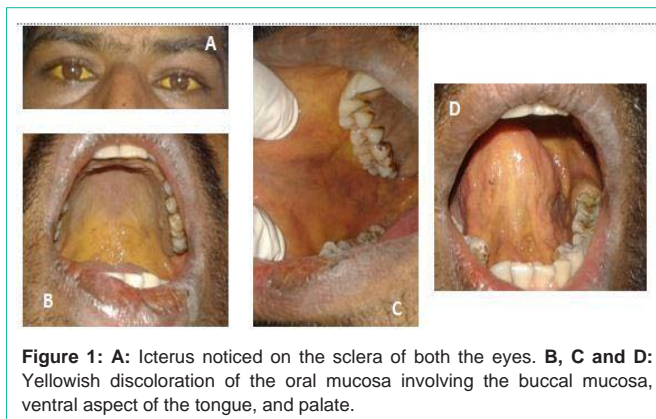 A
B
C
D
Figure 1: A: Icterus noticed on the sclera of both the eyes. B, C and D:
Yellowish discoloration of the oral mucosa involving the buccal mucosa,
ventral aspect of the tongue, and palate.